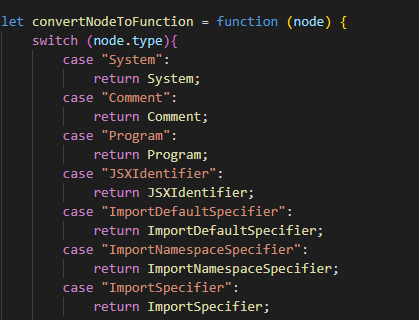 let convertNodeToFunction = function (node) {
    switch (node.type){
        case "System":
            return System;
        case "Comment":
            return Comment;
        case "Program":
            return Program;
        case "JSXIdentifier":
            return JSXIdentifier;
        case "ImportDefaultSpecifier":
            return ImportDefaultSpecifier;
        case "ImportNamespaceSpecifier":
            return ImportNamespaceSpecifier;
        case "ImportSpecifier":
            return ImportSpecifier;